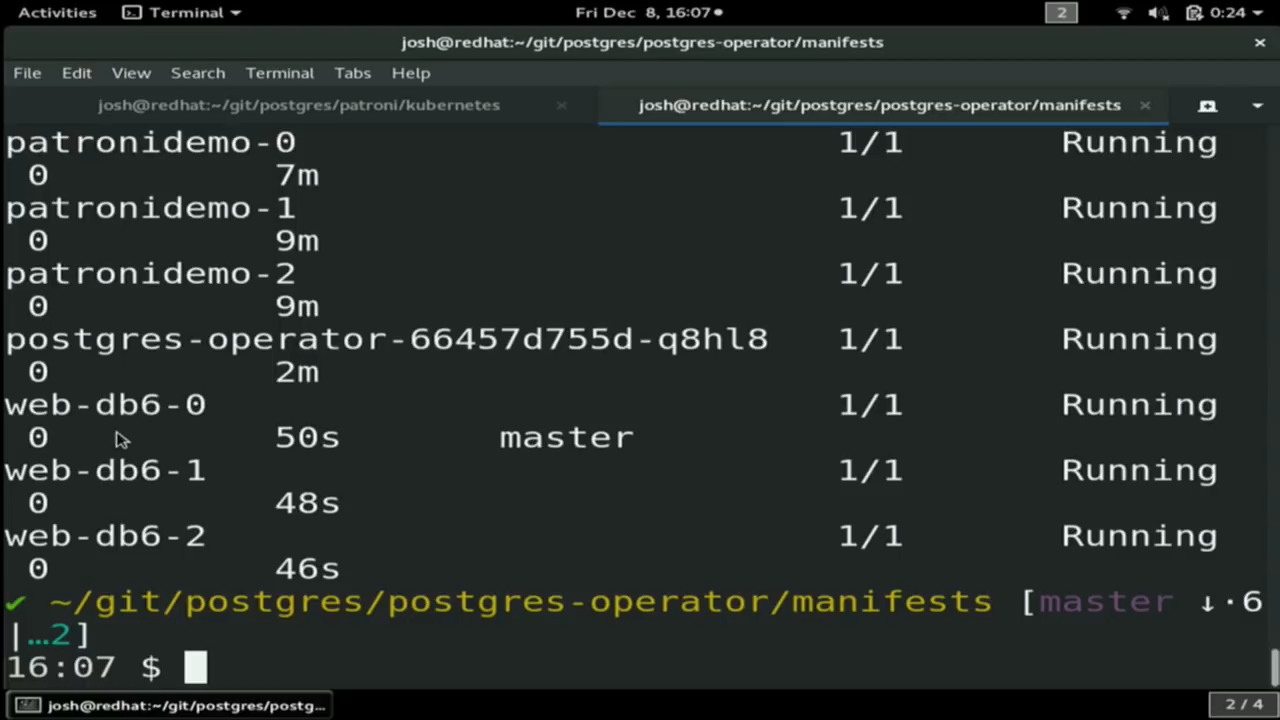 Activities Terminal Fri Dec 8, 16:07 2 0:24
josh@redhat:~/git/postgres/postgres-operator/manifests ×
File Edit View Search Terminal Tabs Help
josh@redhat:~/git/postgres/patroni/kubernetes × josh@redhat:~/git/postgres/postgres-operator/manifests ×
patronidemo-0 1/1 Running
0 7m
patronidemo-1 1/1 Running
0 9m
patronidemo-2 1/1 Running
0 9m
postgres-operator-66457d755d-q8hl8 1/1 Running
0 2m
web-db6-0 1/1 Running
0 50s master
web-db6-1 1/1 Running
0 48s
web-db6-2 1/1 Running
0 46s
✔ ~/git/postgres/postgres-operator/manifests [master ↓·6
|…2]
16:07 $
josh@redhat:~/git/postgres/postg... 2 / 4